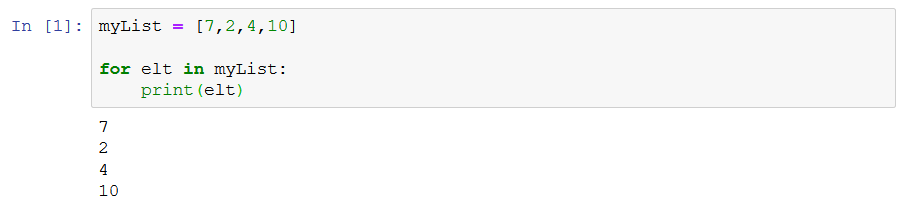 In [1]: myList = [7,2,4,10]
for elt in myList:
    print(elt)
7
2
4
10